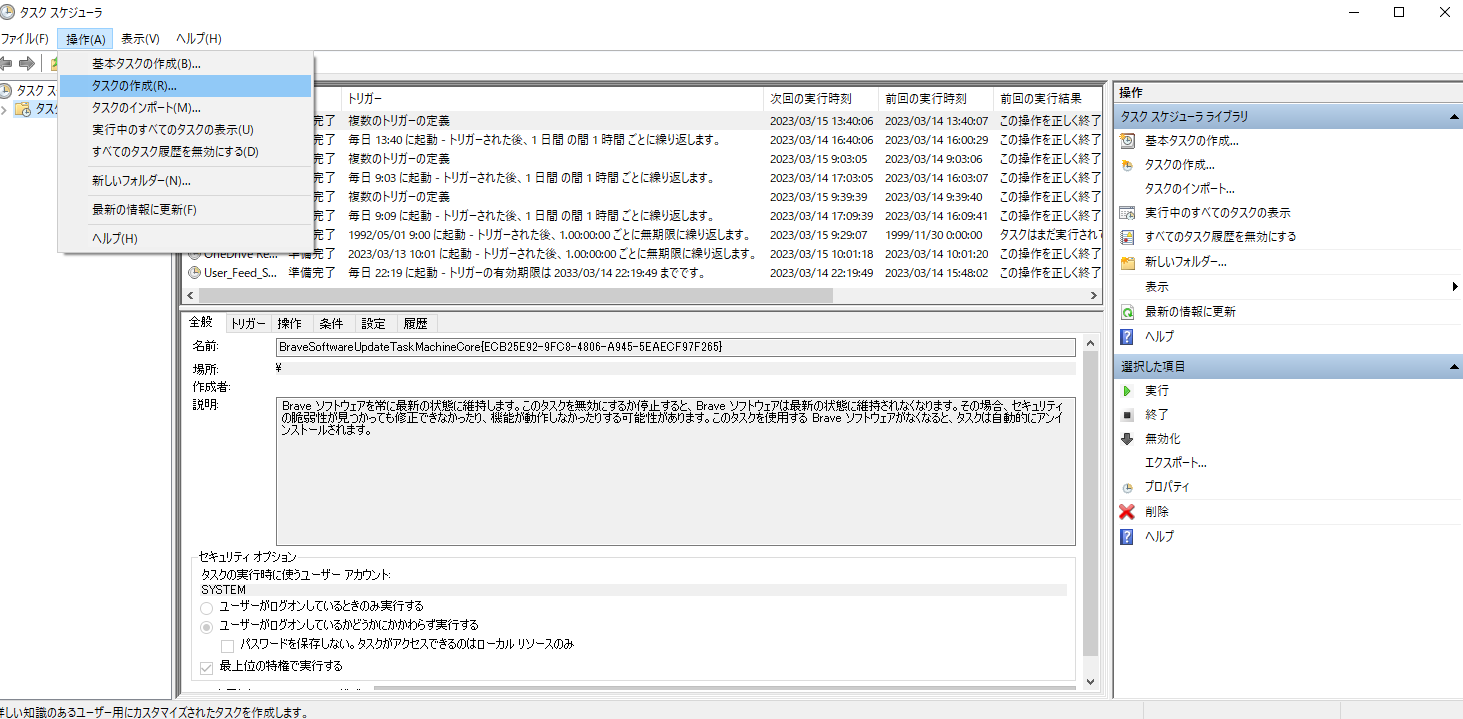 タスク スケジューラ
ファイル(F) 操作(A) 表示(V) ヘルプ(H)
基本タスクの作成(B)...
タスクの作成(R)...
タスクのインポート(M)...
実行中のすべてのタスクの表示(U)
すべてのタスク履歴を無効にする(D)
新しいフォルダー(N)...
最新の情報に更新(F)
ヘルプ(H)
タスク ス
タスク
トリガー 次回の実行時刻 前回の実行時刻 前回の実行結果
完了 複数のトリガーの定義 2023/03/15 13:40:06 2023/03/14 13:40:07 この操作を正しく終了
完了 毎日 13:40 に起動 - トリガーされた後、1 日間 の間 1 時間 ごとに繰り返します。 2023/03/14 16:40:06 2023/03/14 16:00:29 この操作を正しく終了
完了 複数のトリガーの定義 2023/03/15 9:03:05 2023/03/14 9:03:06 この操作を正しく終了
完了 毎日 9:03 に起動 - トリガーされた後、1 日間 の間 1 時間 ごとに繰り返します。 2023/03/14 17:03:05 2023/03/14 16:03:07 この操作を正しく終了
完了 複数のトリガーの定義 2023/03/15 9:39:39 2023/03/14 9:39:40 この操作を正しく終了
完了 毎日 9:09 に起動 - トリガーされた後、1 日間 の間 1 時間 ごとに繰り返します。 2023/03/14 17:09:39 2023/03/14 16:09:41 この操作を正しく終了
完了 1992/05/01 9:00 に起動 - トリガーされた後、1.00:00:00 ごとに無期限に繰り返します。 2023/03/15 9:29:07 1999/11/30 0:00:00 タスクはまだ実行されて
OneDrive Re... 準備完了 2023/03/13 10:01 に起動 - トリガーされた後、1.00:00:00 ごとに無期限に繰り返します。 2023/03/15 10:01:18 2023/03/14 10:01:20 この操作を正しく終了
User_Feed_S... 準備完了 毎日 22:19 に起動 - トリガーの有効期限は 2033/03/14 22:19:49 までです。 2023/03/14 22:19:49 2023/03/14 15:48:02 この操作を正しく終了
全般 トリガー 操作 条件 設定 履歴
名前: BraveSoftwareUpdateTaskMachineCore{ECB25E92-9FC8-4806-A945-5EAECF97F265}
場所: ¥
作成者:
説明: Brave ソフトウェアを常に最新の状態に維持します。このタスクを無効にするか停止すると、Brave ソフトウェアは最新の状態に維持されなくなります。その場合、セキュリティ
の脆弱性が見つかっても修正できなかったり、機能が動作しなかったりする可能性があります。このタスクを使用する Brave ソフトウェアがなくなると、タスクは自動的にアンイ
ンストールされます。
セキュリティ オプション
タスクの実行時に使うユーザー アカウント:
SYSTEM
ユーザーがログオンしているときのみ実行する
ユーザーがログオンしているかどうかにかかわらず実行する
パスワードを保存しない。タスクがアクセスできるのはローカル リソースのみ
最上位の特権で実行する
操作
タスク スケジューラ ライブラリ
基本タスクの作成...
タスクの作成...
タスクのインポート...
実行中のすべてのタスクの表示
すべてのタスク履歴を無効にする
新しいフォルダー...
表示
最新の情報に更新
ヘルプ
選択した項目
実行
終了
無効化
エクスポート...
プロパティ
削除
ヘルプ
詳しい知識のあるユーザー用にカスタマイズされたタスクを作成します。